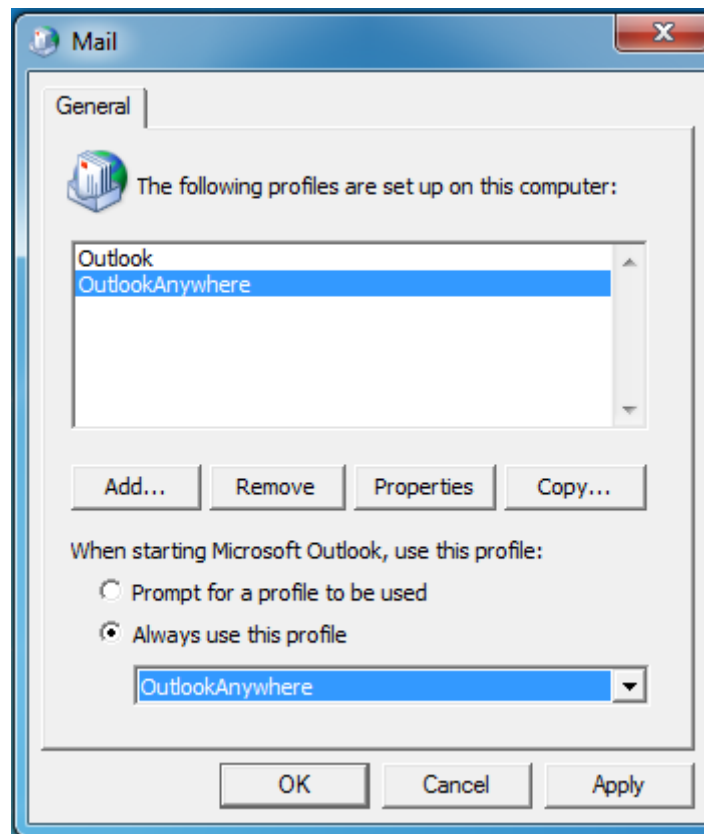 Mail
General
The following profiles are set up on this computer:
Outlook
OutlookAnywhere
Add... Remove Properties Copy...
When starting Microsoft Outlook, use this profile:
Prompt for a profile to be used
Always use this profile
OutlookAnywhere
OK Cancel Apply